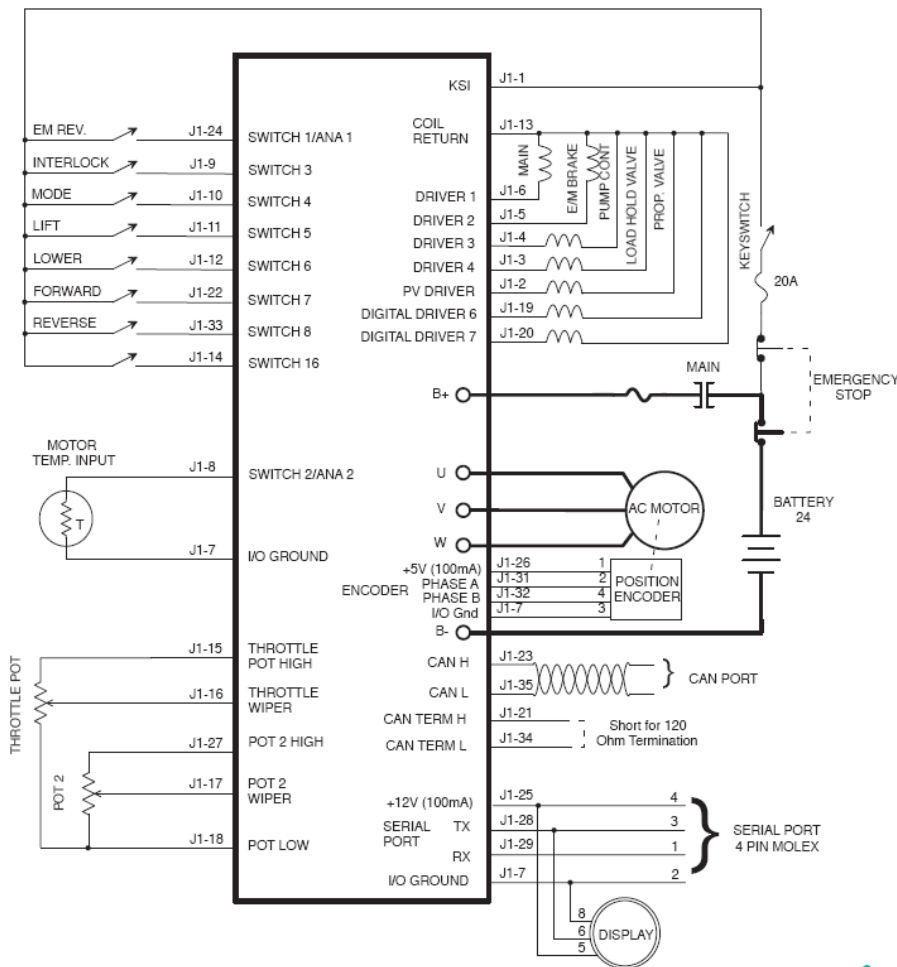 KSI
J1-1
EM REV.
J1-24
SWITCH 1/ANA 1
INTERLOCK
J1-9
SWITCH 3
MODE
J1-10
SWITCH 4
LIFT
J1-11
SWITCH 5
LOWER
J1-12
SWITCH 6
FORWARD
J1-22
SWITCH 7
REVERSE
J1-33
SWITCH 8
J1-14
SWITCH 16
COIL
RETURN
J1-13
MAIN
E/M BRAKE
PUMP CONT
LOAD HOLD VALVE
PROP. VALVE
DRIVER 1
J1-6
DRIVER 2
J1-5
DRIVER 3
J1-4
DRIVER 4
J1-3
PV DRIVER
J1-2
DIGITAL DRIVER 6
J1-19
DIGITAL DRIVER 7
J1-20
KEYSWITCH
20A
EMERGENCY
STOP
B+
MAIN
MOTOR
TEMP. INPUT
T
J1-8
SWITCH 2/ANA 2
J1-7
I/O GROUND
U
V
W
AC MOTOR
BATTERY
24
ENCODER
+5V (100mA)
J1-26
1
PHASE A
J1-31
2
PHASE B
J1-32
4
I/O Gnd
J1-7
3
POSITION
ENCODER
B-
THROTTLE POT
J1-15
THROTTLE
POT HIGH
J1-16
THROTTLE
WIPER
J1-27
POT 2 HIGH
POT 2
J1-17
POT 2
WIPER
J1-18
POT LOW
CAN H
J1-23
CAN L
J1-35
CAN PORT
CAN TERM H
J1-21
CAN TERM L
J1-34
Short for 120
Ohm Termination
+12V (100mA)
J1-25
4
SERIAL
PORT
TX
J1-28
3
RX
J1-29
1
I/O GROUND
J1-7
2
SERIAL PORT
4 PIN MOLEX
8
6
5
DISPLAY